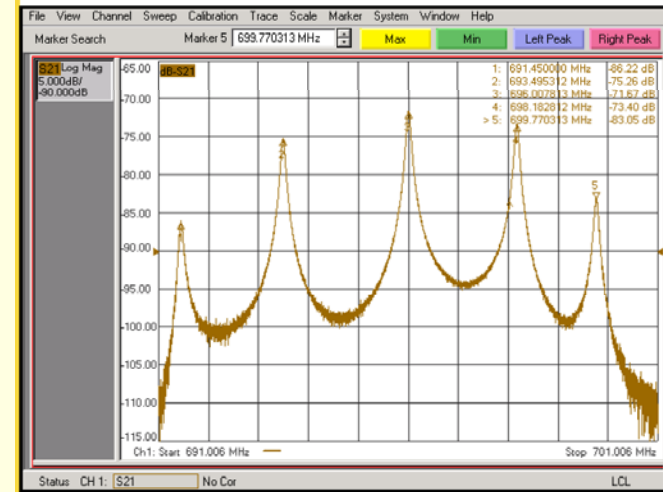 File View Channel Sweep Calibration Trace Scale Marker System Window Help
Marker Search Marker 5 699.770313 MHz Max Min Left Peak Right Peak
S21 Log Mag
5.000dB/
-90.000dB
dB-S21
-65.00
-70.00
-75.00
-80.00
-85.00
-90.00
-95.00
-100.00
-105.00
-110.00
-115.00
1: 691.450000 MHz -86.22 dB
2: 693.495312 MHz -75.26 dB
3: 696.007813 MHz -71.67 dB
4: 698.182812 MHz -73.40 dB
> 5: 699.770313 MHz -83.05 dB
2
5
Ch1: Start 691.006 MHz
Stop 701.006 MHz
Status CH 1: S21 No Cor LCL